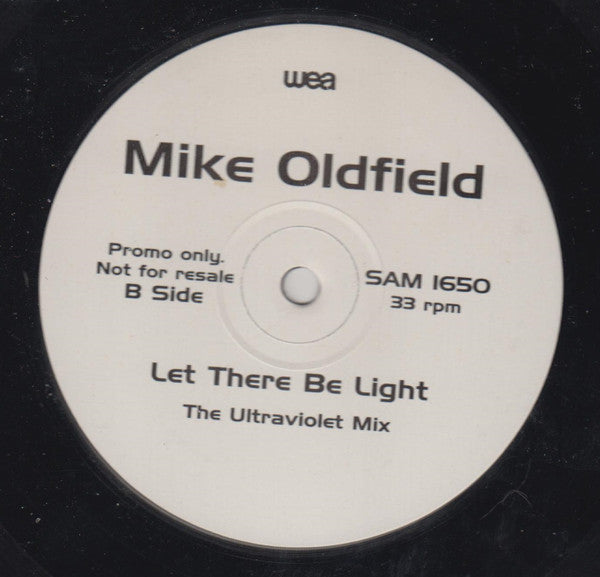 wea
Mike Oldfield
Promo only.
Not for resale
B Side
SAM 1650
33 rpm
Let There Be Light
The Ultraviolet Mix